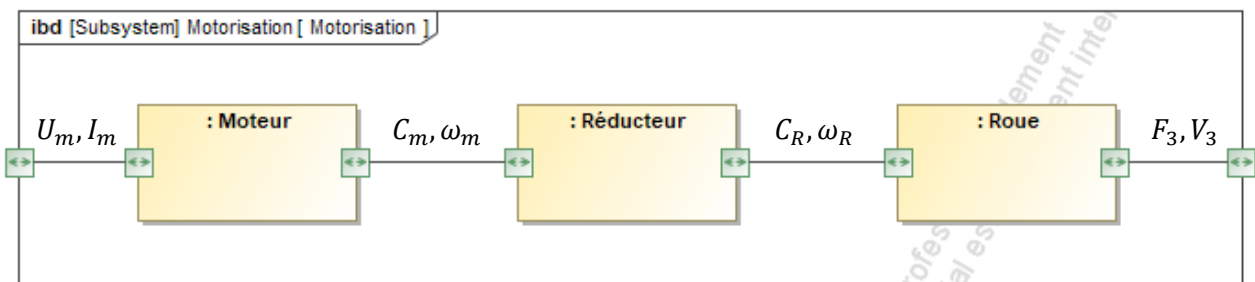 ibd [Subsystem] Motorisation [ Motorisation ]
: Moteur
: Réducteur
: Roue
U_m, I_m
C_m, ω_m
C_R, ω_R
F_3, V_3